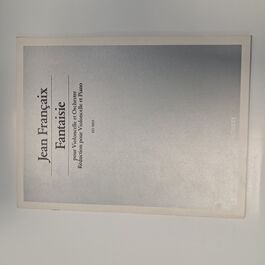 Jean Françaix
Fantaisie
pour Violoncelle et Orchestre
Réduction pour Violoncelle et Piano